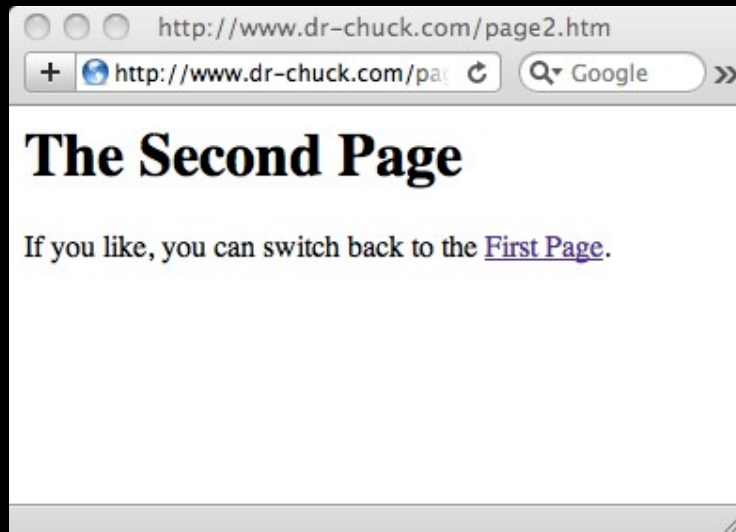 http://www.dr-chuck.com/page2.htm
+ http://www.dr-chuck.com/pa Google »
The Second Page
If you like, you can switch back to the First Page.